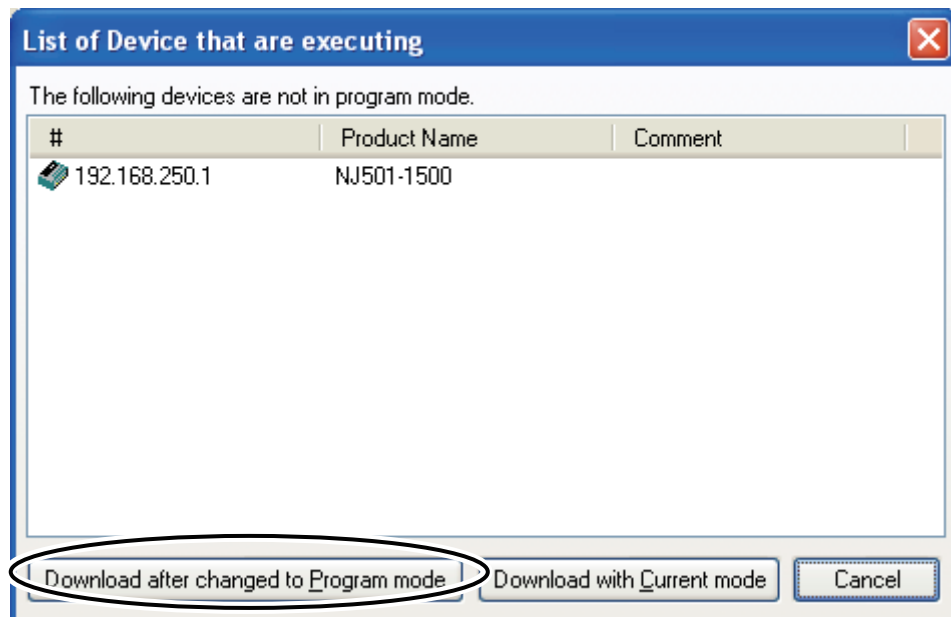 List of Device that are executing
The following devices are not in program mode.
# Product Name Comment
192.168.250.1 NJ501-1500
Download after changed to Program mode Download with Current mode Cancel